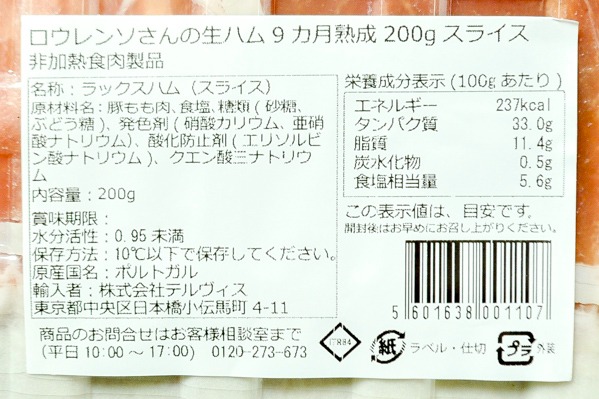 ロウレンソさんの生ハム 9 カ月熟成 200g スライス
非加熱食肉製品
名称：ラックスハム（スライス）
原材料名：豚もも肉、食塩、糖類（砂糖、
ぶどう糖）、発色剤（硝酸カリウム、亜硝
酸ナトリウム）、酸化防止剤（エリソルビ
ン酸ナトリウム）、クエン酸三ナトリウ
ム
内容量：200g
賞味期限：
水分活性：0.95 未満
保存方法：10℃以下で保存してください。
原産国名：ポルトガル
輸入者：株式会社デルヴィス
東京都中央区日本橋小伝馬町 4-11
商品のお問合せはお客様相談室まで
(平日 10:00 ～ 17:00) 0120-273-673
栄養成分表示 (100gあたり)
エネルギー 237kcal
タンパク質 33.0g
脂質 11.4g
炭水化物 0.5g
食塩相当量 5.6g
この表示値は、目安です。
開封後はお早めにお召し上がりください。
5 601638 001107
紙 ラベル・仕切
プラ 外装